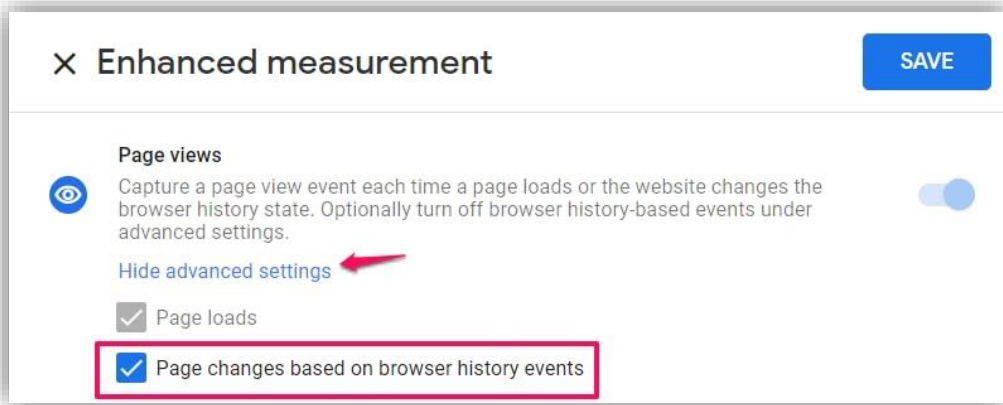 Enhanced measurement
SAVE
Page views
Capture a page view event each time a page loads or the website changes the
browser history state. Optionally turn off browser history-based events under
advanced settings.
Hide advanced settings
Page loads
Page changes based on browser history events